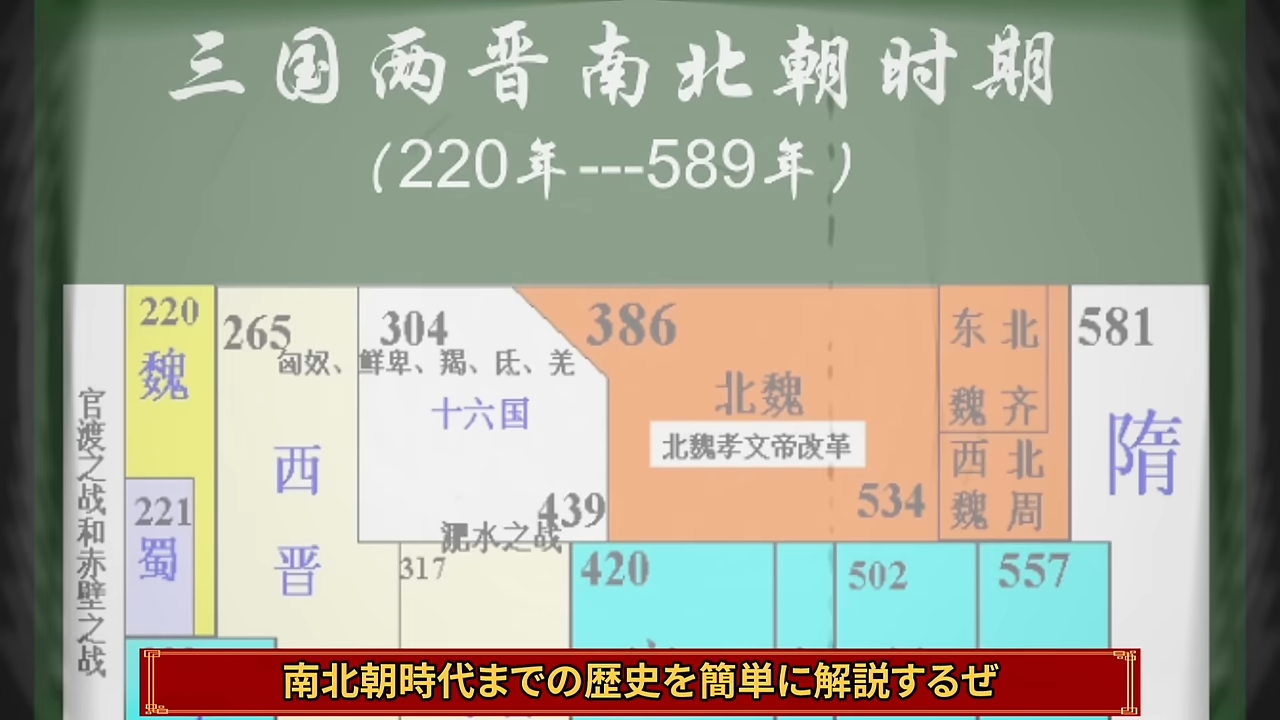 三国两晋南北朝时期
(220年---589年)
官渡之战和赤壁之战
220
魏
221
蜀
265
西
晋
304
匈奴、鲜卑、羯、氐、羌
十六国
439
淝水之战
317
386
北魏
北魏孝文帝改革
534
东魏
北齐
西魏
北周
581
隋
420
502
557
南北朝時代までの歴史を簡単に解説するぜ